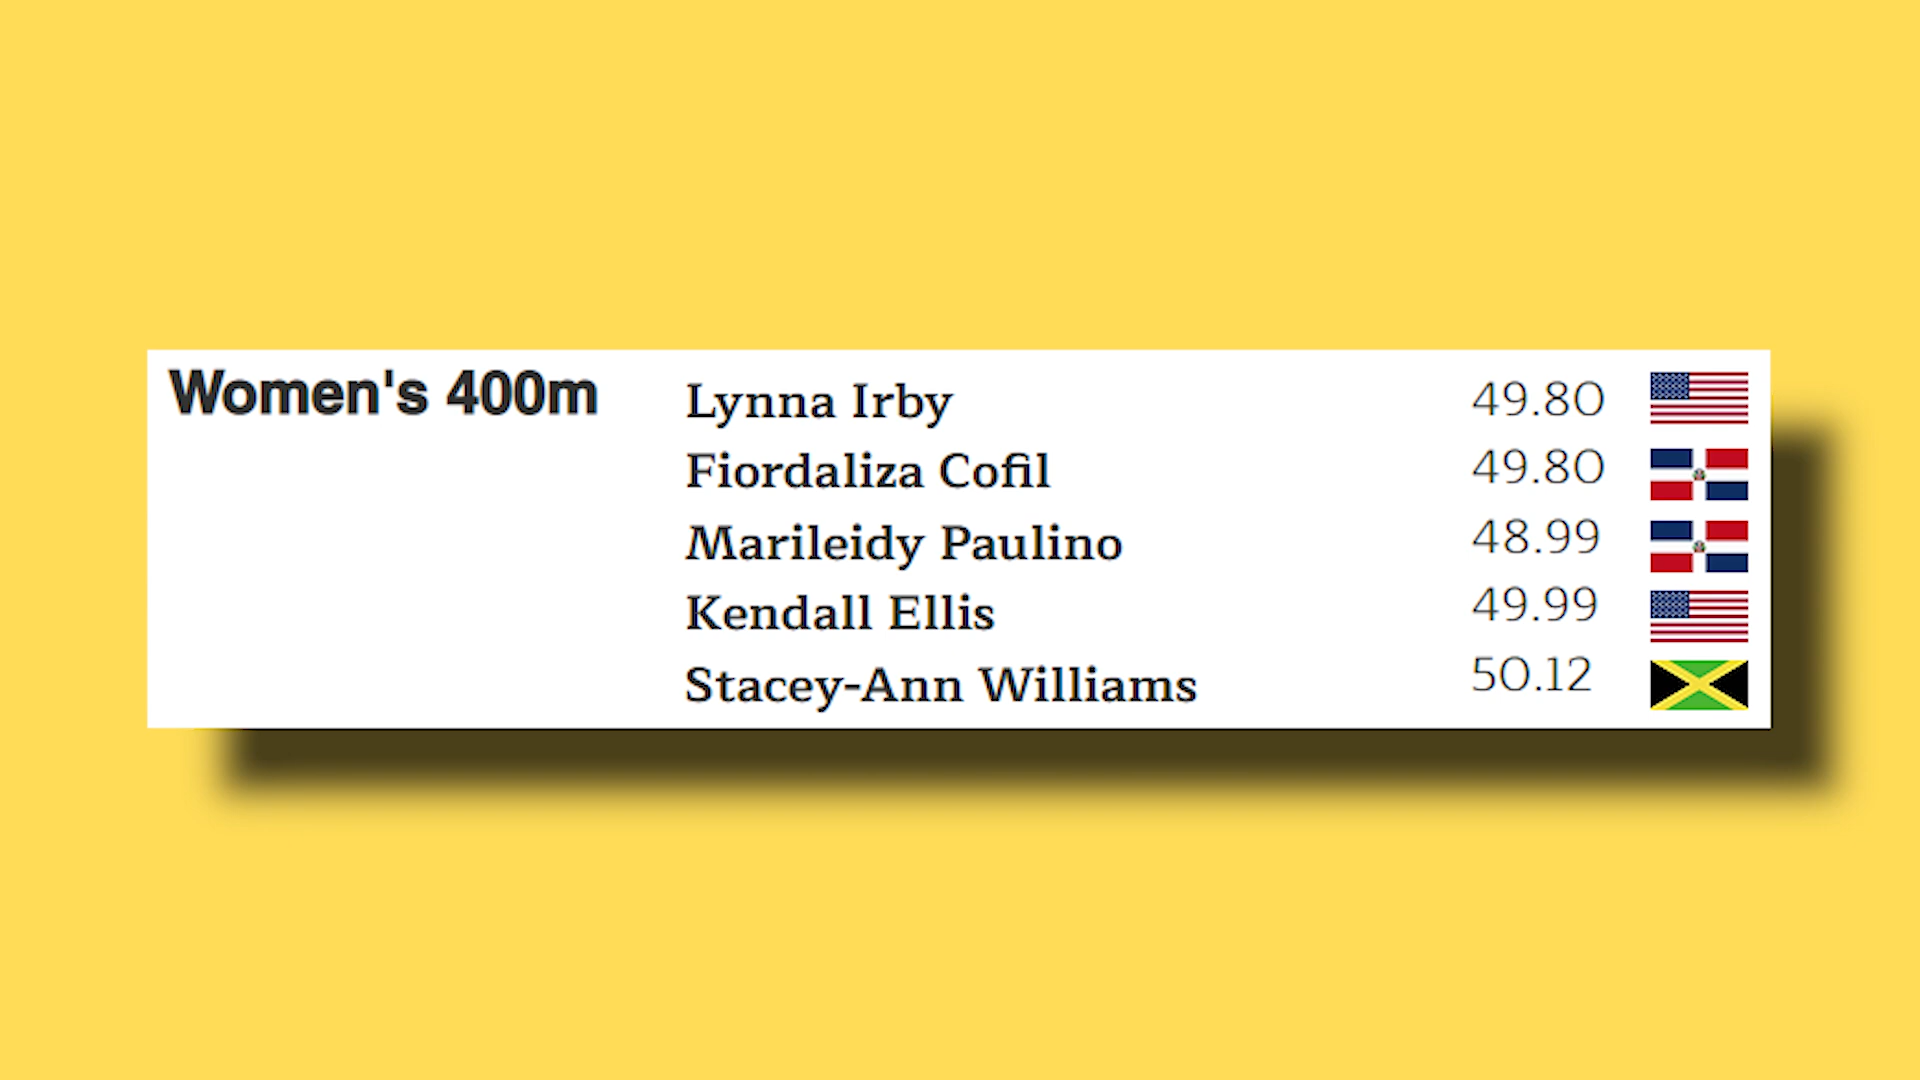 Women's 400m
Lynna Irby 49.80
Fiordaliza Cofil 49.80
Marileidy Paulino 48.99
Kendall Ellis 49.99
Stacey-Ann Williams 50.12